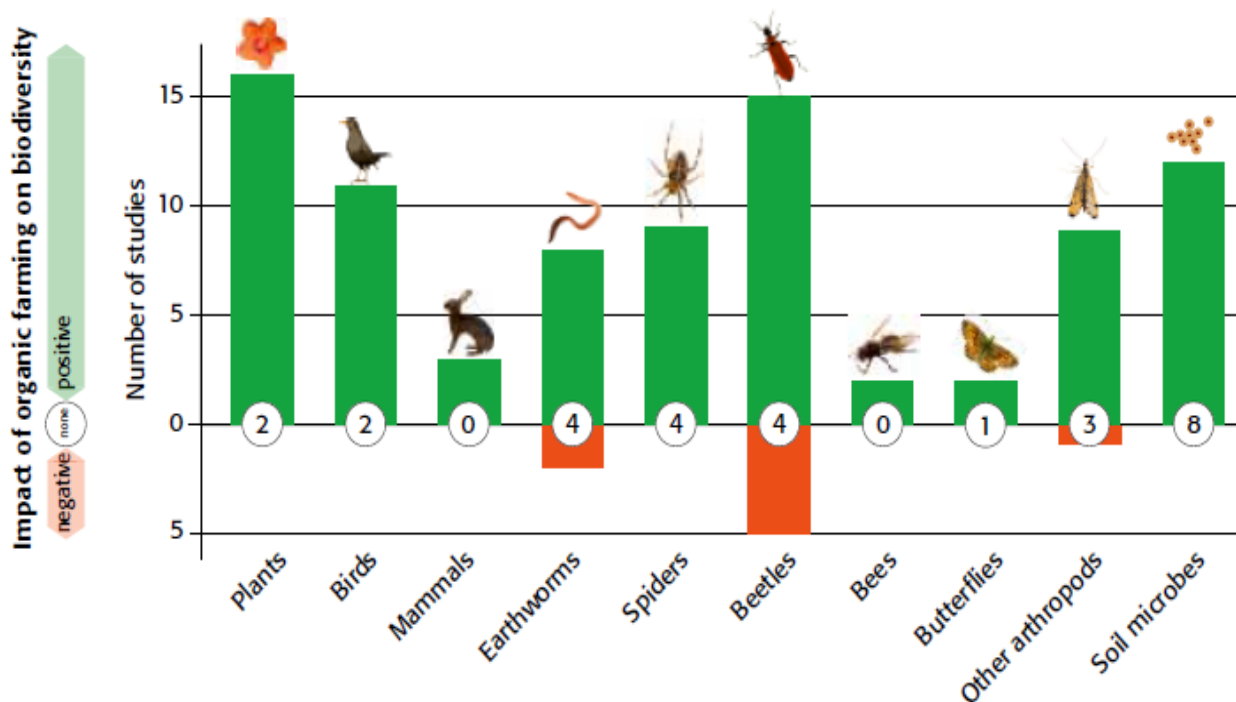 Impact of organic farming on biodiversity
positive
none
negative
Number of studies
15
10
5
0
5
2
2
0
4
4
4
0
1
3
8
Plants
Birds
Mammals
Earthworms
Spiders
Beetles
Bees
Butterflies
Other arthropods
Soil microbes